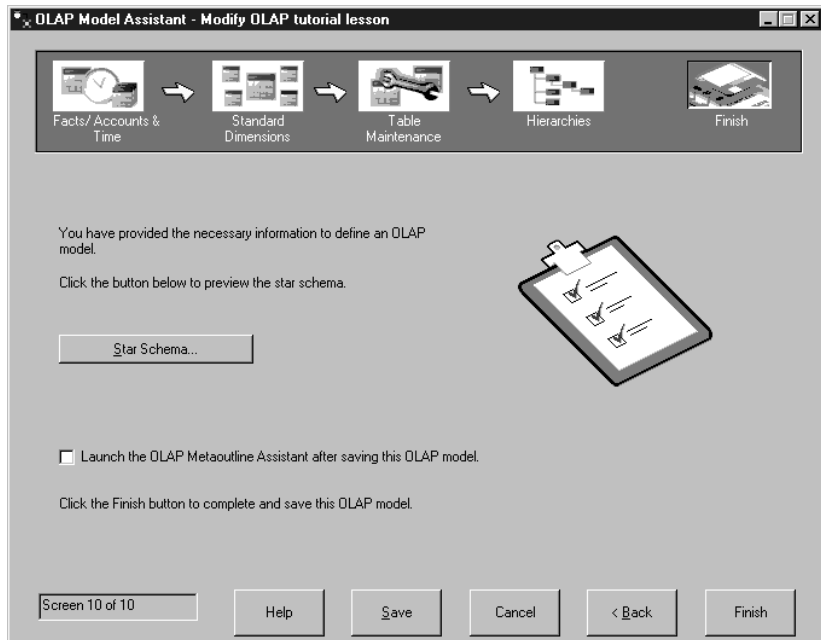 OLAP Model Assistant - Modify OLAP tutorial lesson
Facts/Accounts &
Time
Standard
Dimensions
Table
Maintenance
Hierarchies
Finish
You have provided the necessary information to define an OLAP
model.
Click the button below to preview the star schema.
Star Schema...
Launch the OLAP Metaoutline Assistant after saving this OLAP model.
Click the Finish button to complete and save this OLAP model.
Screen 10 of 10
Help
Save
Cancel
< Back
Finish